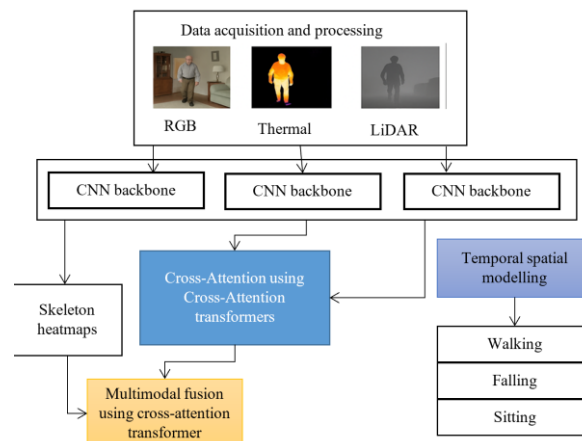 Data acquisition and processing
RGB
Thermal
LiDAR
CNN backbone
CNN backbone
CNN backbone
Cross-Attention using
Cross-Attention
transformers
Temporal spatial
modelling
Skeleton
heatmaps
Walking
Falling
Sitting
Multimodal fusion
using cross-attention
transformer